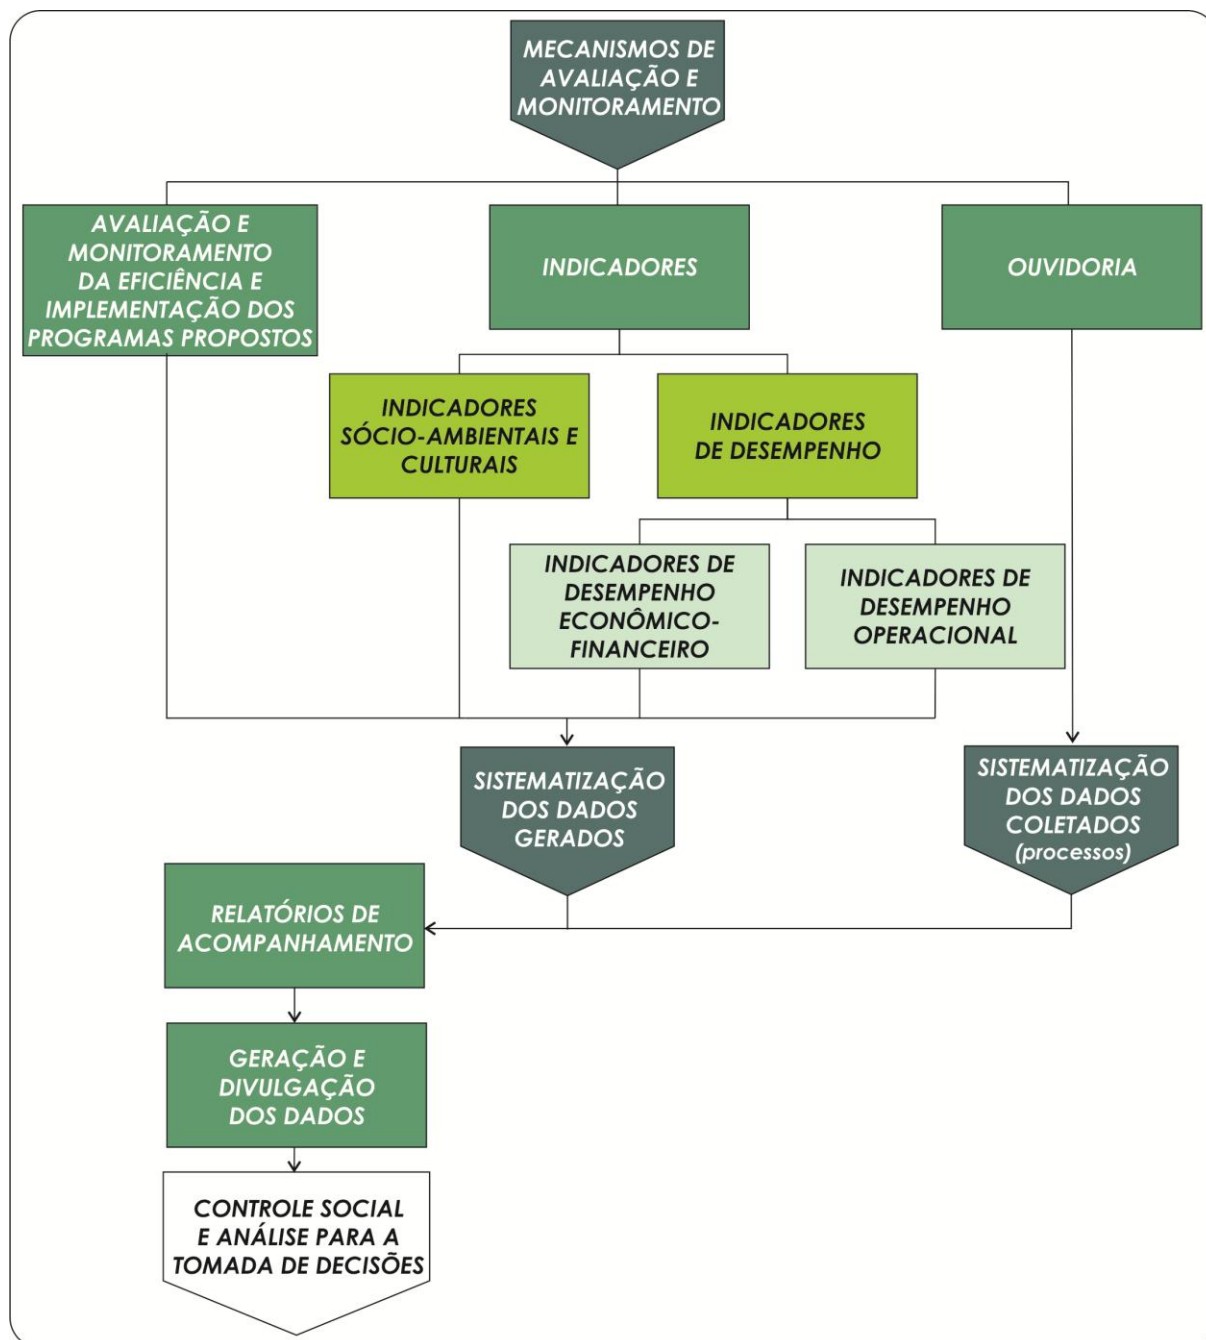 MECANISMOS DE
AVALIAÇÃO E
MONITORAMENTO
AVALIAÇÃO E
MONITORAMENTO
DA EFICIÊNCIA E
IMPLEMENTAÇÃO DOS
PROGRAMAS PROPOSTOS
INDICADORES
OUVIDORIA
INDICADORES
SÓCIO-AMBIENTAIS E
CULTURAIS
INDICADORES
DE DESEMPENHO
INDICADORES DE
DESEMPENHO
ECONÔMICO-
FINANCEIRO
INDICADORES DE
DESEMPENHO
OPERACIONAL
SISTEMATIZAÇÃO
DOS DADOS
GERADOS
SISTEMATIZAÇÃO
DOS DADOS
COLETADOS
(processos)
RELATÓRIOS DE
ACOMPANHAMENTO
GERAÇÃO E
DIVULGAÇÃO
DOS DADOS
CONTROLE SOCIAL
E ANÁLISE PARA A
TOMADA DE DECISÕES